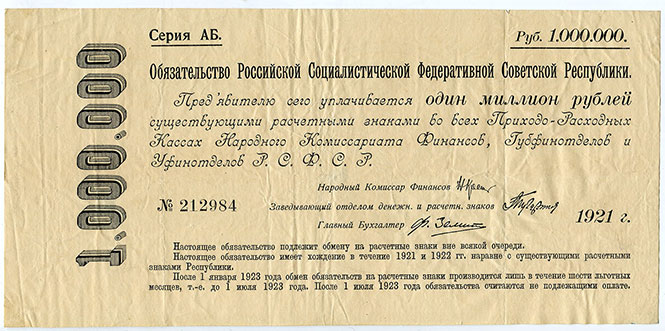 Серия АБ.
Руб. 1.000.000.
1.000.000
Обязательство Российской Социалистической Федеративной Советской Республики.
Пред'явителю сего уплачивается один миллион рублей
существующими расчетными знаками во всех Приходо-Расходных
Кассах Народного Комиссариата Финансов, Губфинотделов и
Уфинотделов Р. С. Ф. С. Р.
Народный Комиссар Финансов
№ 212984
Заведывающий отделом денежн. и расчетн. знаков
1921 г.
Главный Бухгалтер
Настоящее обязательство подлежит обмену на расчетные знаки вне всякой очереди.
Настоящее обязательство имеет хождение в течение 1921 и 1922 гг. наравне с существующими расчетными
знаками Республики.
После 1 января 1923 года обмен обязательств на расчетные знаки производится лишь в течение шести льготных
месяцев, т.-е. до 1 июля 1923 года. После 1 июля 1923 года обязательства считаются не подлежащими оплате.